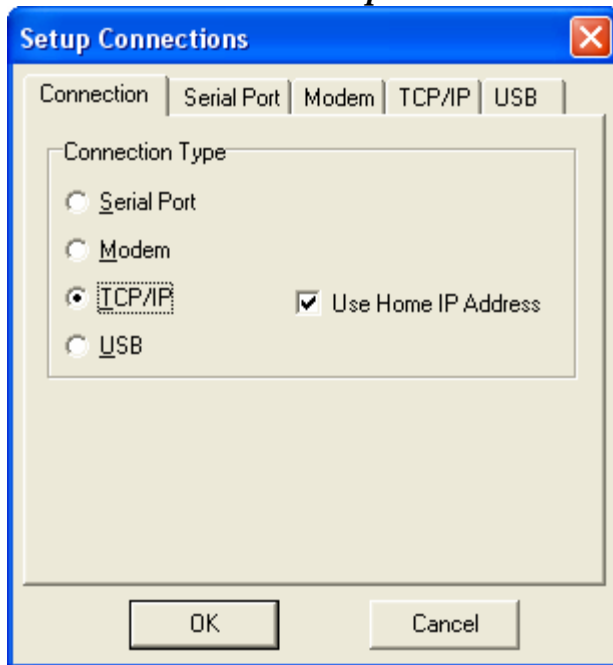 Setup Connections
Connection Serial Port Modem TCP/IP USB
Connection Type
Serial Port
Modem
TCP/IP Use Home IP Address
USB
OK Cancel